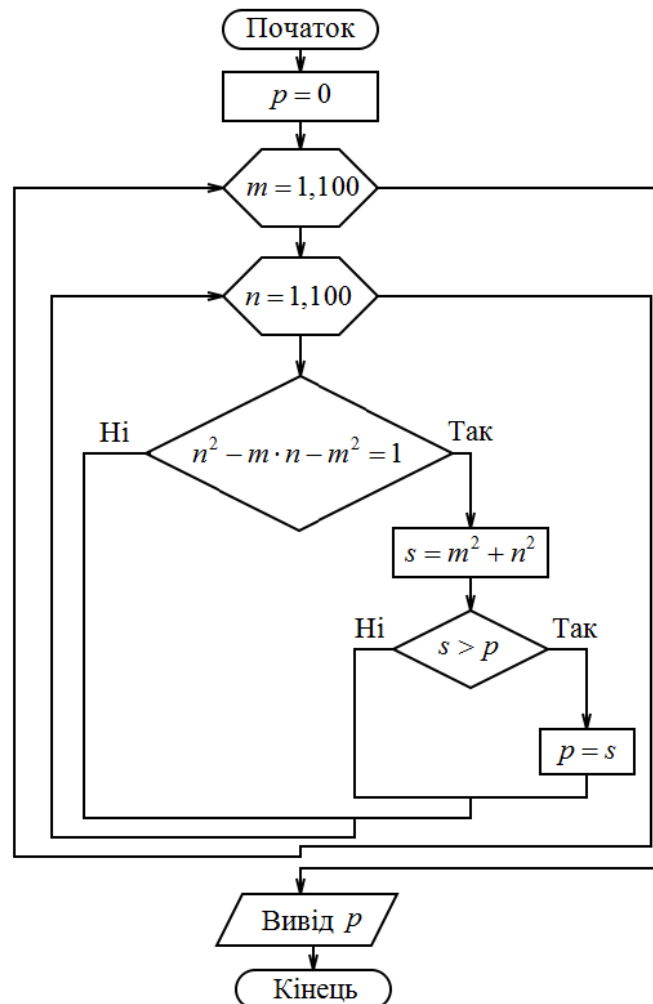 Початок
p = 0
m = 1,100
n = 1,100
Ні
Так
n² − m · n − m² = 1
s = m² + n²
Ні
Так
s > p
p = s
Вивід p
Кінець